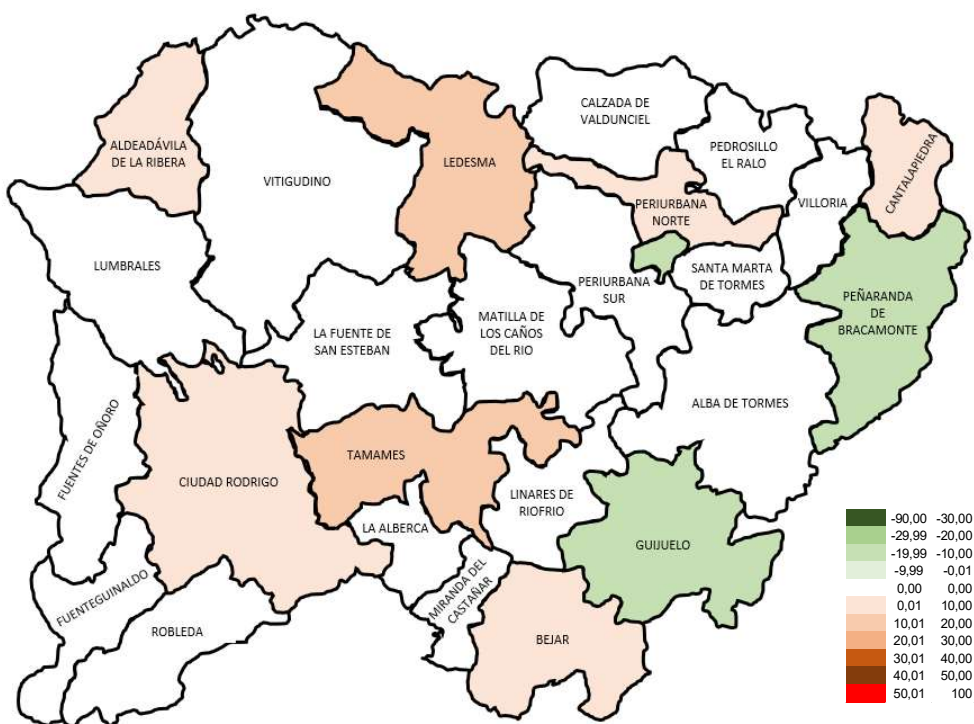 CALZADA DE
VALDUNCIEL
ALDEADÁVILA
DE LA RIBERA
VITIGUDINO
LEDESMA
PEDROSILLO
EL RALO
CANTALAPIEDRA
PERIURBANA
NORTE
VILLORIA
LUMBRALES
SANTA MARTA
DE TORMES
PERIURBANA
SUR
PEÑARANDA
DE
BRACAMONTE
LA FUENTE DE
SAN ESTEBAN
MATILLA DE
LOS CAÑOS
DEL RIO
ALBA DE TORMES
FUENTES DE OÑORO
TAMAMES
CIUDAD RODRIGO
LINARES DE
RIOFRIO
LA ALBERCA
GUIJUELO
FUENTEGUINALDO
MIRANDA DEL
CASTAÑAR
ROBLEDA
BEJAR
-90,00 -30,00
-29,99 -20,00
-19,99 -10,00
-9,99 -0,01
0,00 0,00
0,01 10,00
10,01 20,00
20,01 30,00
30,01 40,00
40,01 50,00
50,01 100